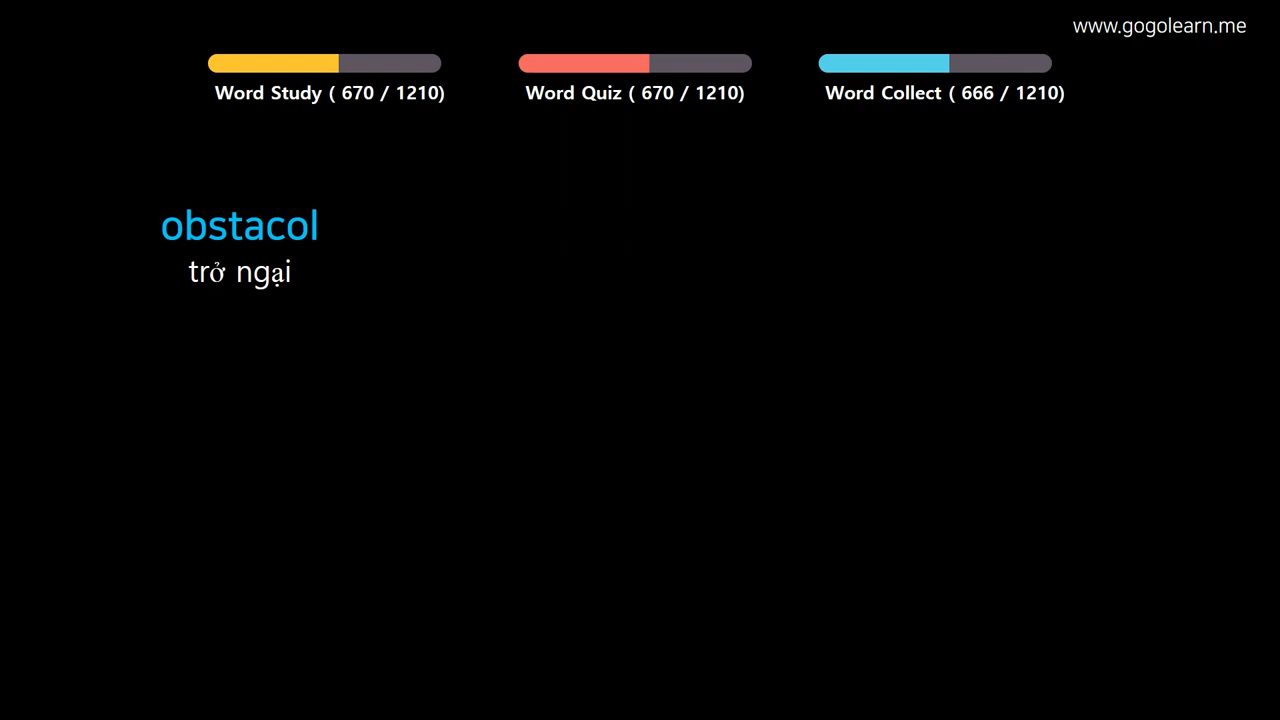 www.gogolearn.me
Word Study ( 670 / 1210)
Word Quiz ( 670 / 1210)
Word Collect ( 666 / 1210)
obstacol
trở ngại